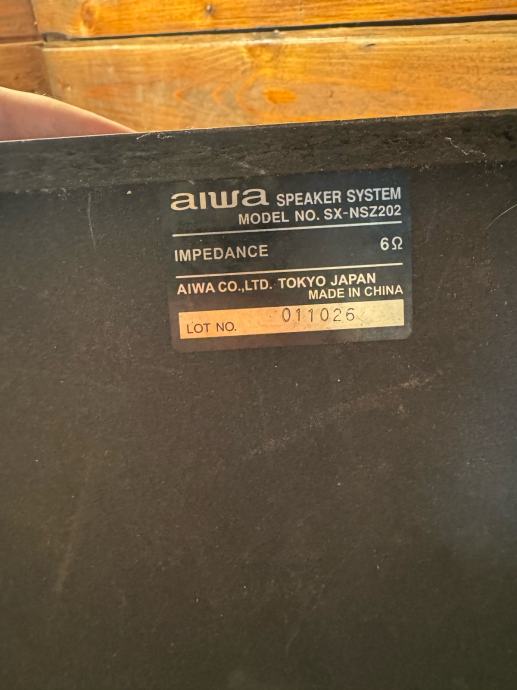 aiwa SPEAKER SYSTEM
MODEL NO. SX-NSZ202
IMPEDANCE 6Ω
AIWA CO.,LTD. TOKYO JAPAN
MADE IN CHINA
LOT NO. 011026